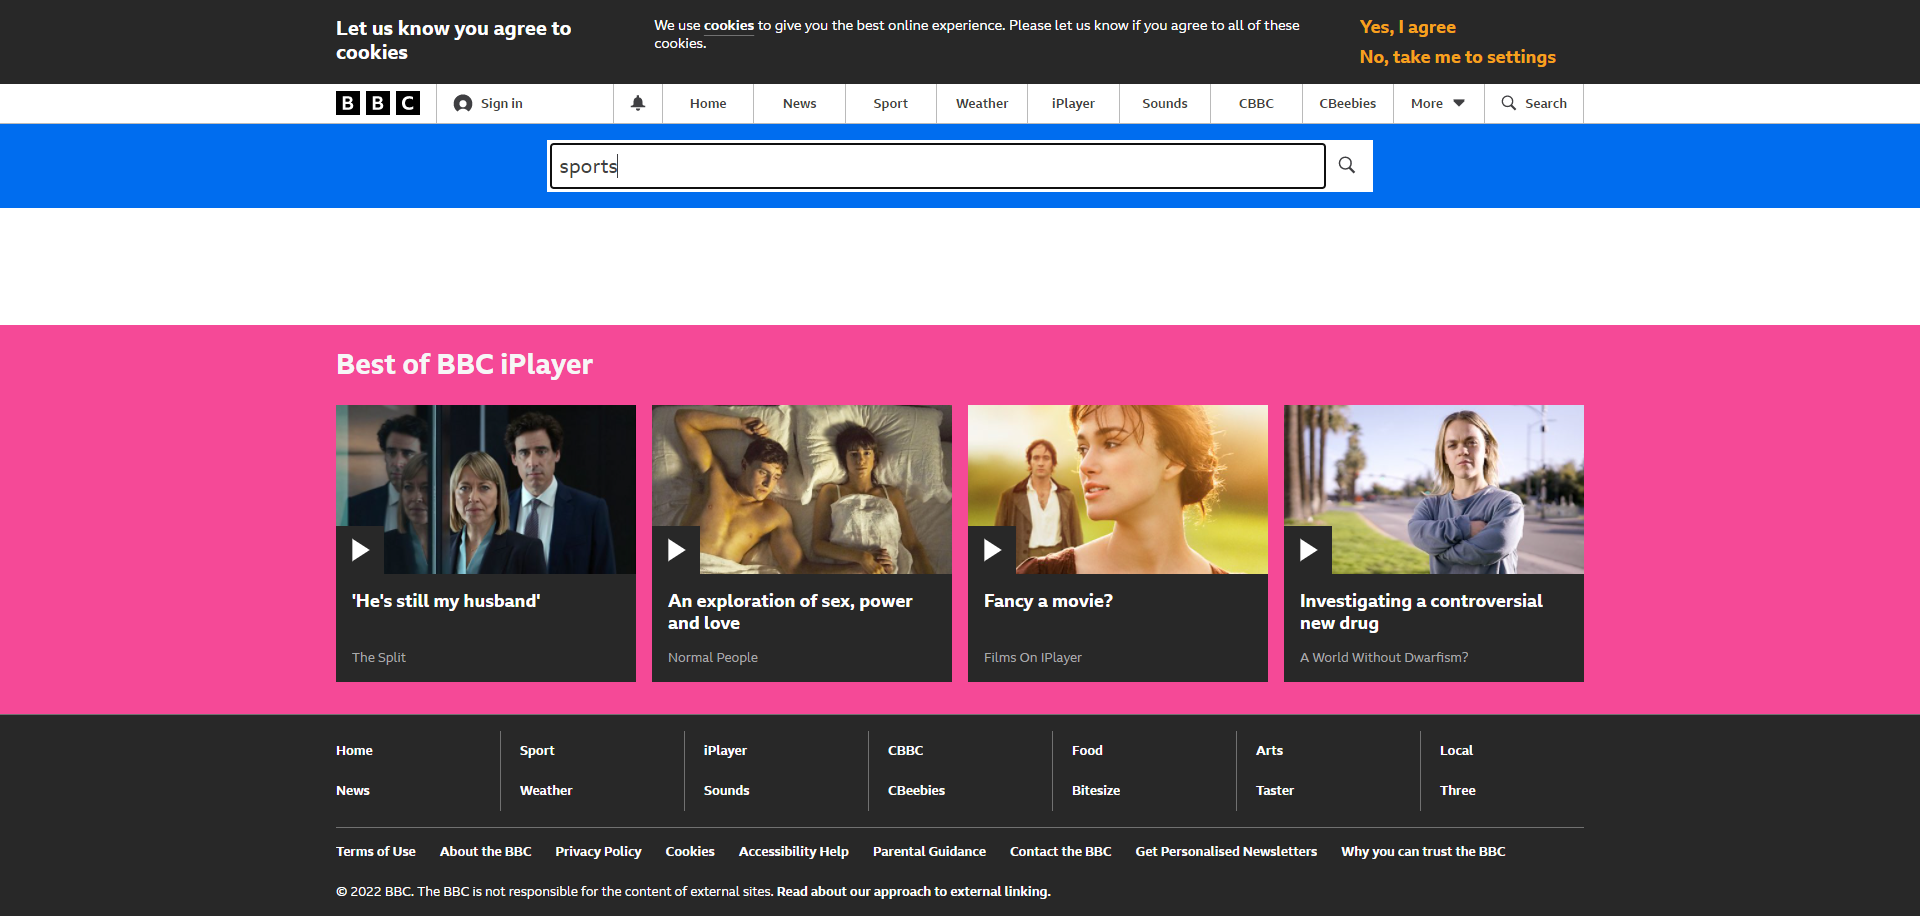 Let us know you agree to
cookies
We use cookies to give you the best online experience. Please let us know if you agree to all of these
cookies.
Yes, I agree
No, take me to settings
BBC
Sign in
Home
News
Sport
Weather
iPlayer
Sounds
CBBC
CBeebies
More
Search
sports
Best of BBC iPlayer
'He's still my husband'
The Split
An exploration of sex, power
and love
Normal People
Fancy a movie?
Films On IPlayer
Investigating a controversial
new drug
A World Without Dwarfism?
Home
Sport
iPlayer
CBBC
Food
Arts
Local
News
Weather
Sounds
CBeebies
Bitesize
Taster
Three
Terms of Use
About the BBC
Privacy Policy
Cookies
Accessibility Help
Parental Guidance
Contact the BBC
Get Personalised Newsletters
Why you can trust the BBC
© 2022 BBC. The BBC is not responsible for the content of external sites. Read about our approach to external linking.